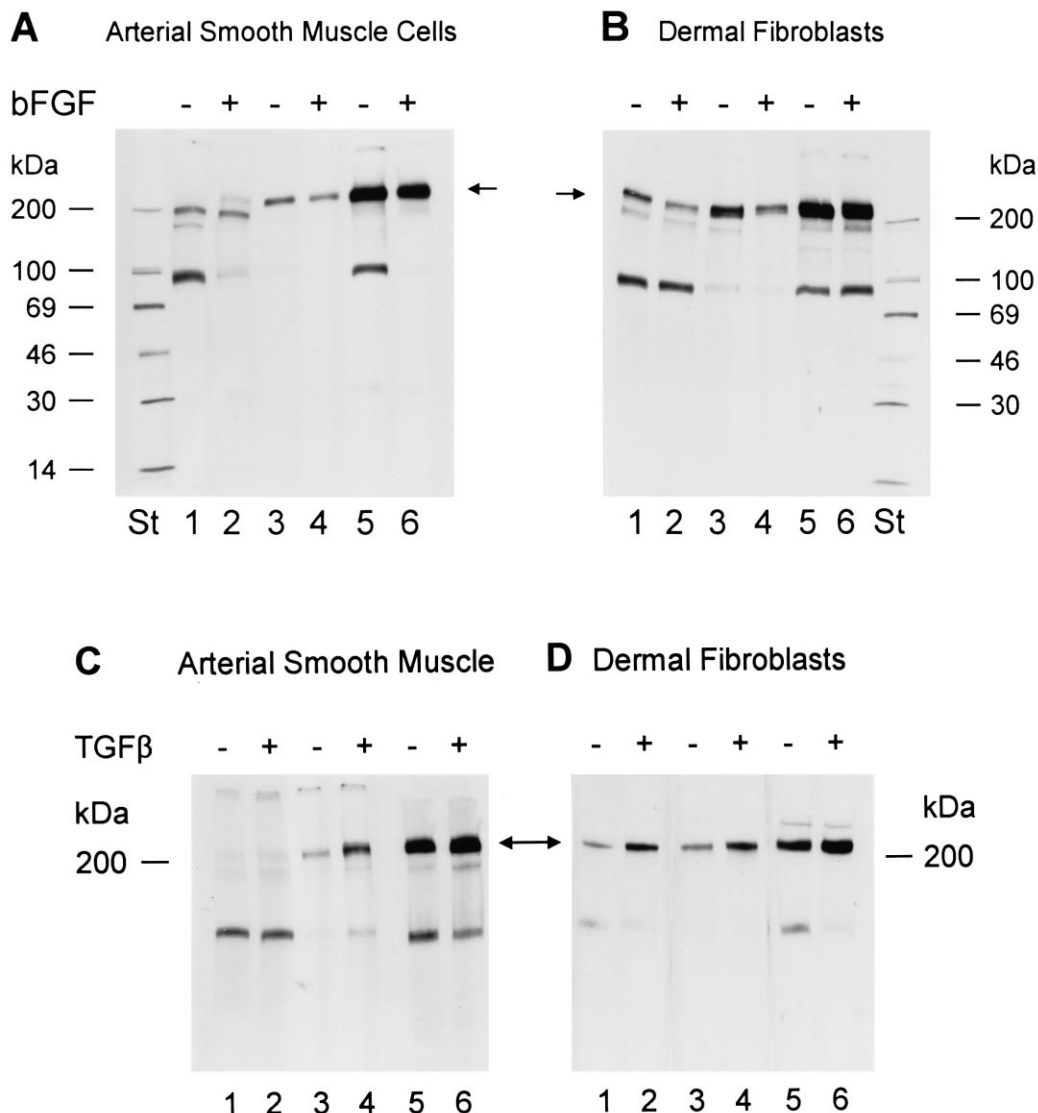 A Arterial Smooth Muscle Cells
B Dermal Fibroblasts
bFGF - + - + - +
- + - + - +
kDa
200
100
69
46
30
14
kDa
200
100
69
46
30
St 1 2 3 4 5 6
1 2 3 4 5 6 St
C Arterial Smooth Muscle
D Dermal Fibroblasts
TGFβ - + - + - +
- + - + - +
kDa
200
kDa
200
1 2 3 4 5 6
1 2 3 4 5 6